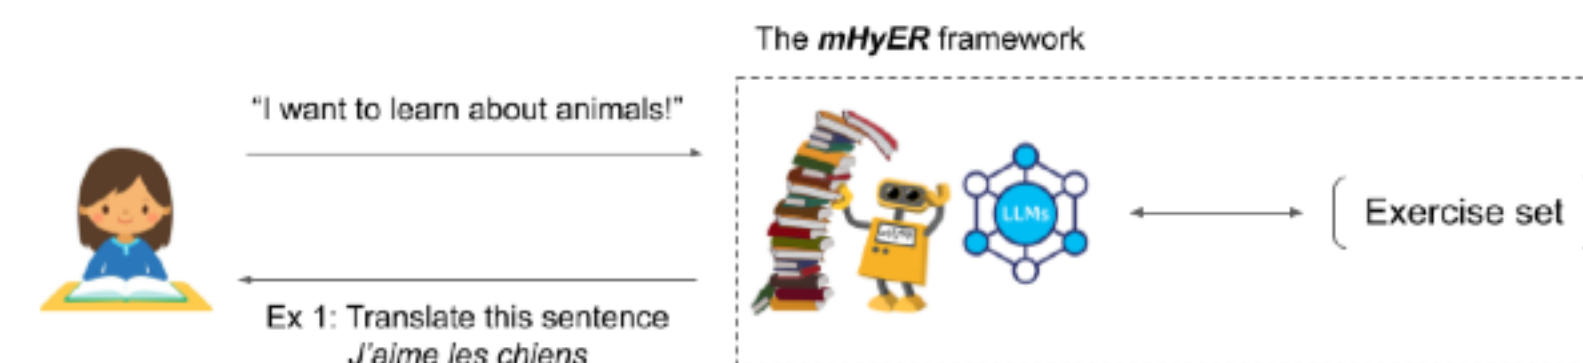 The mHyER framework
“I want to learn about animals!”
LLMs
Exercise set
Ex 1: Translate this sentence
J'aime les chiens